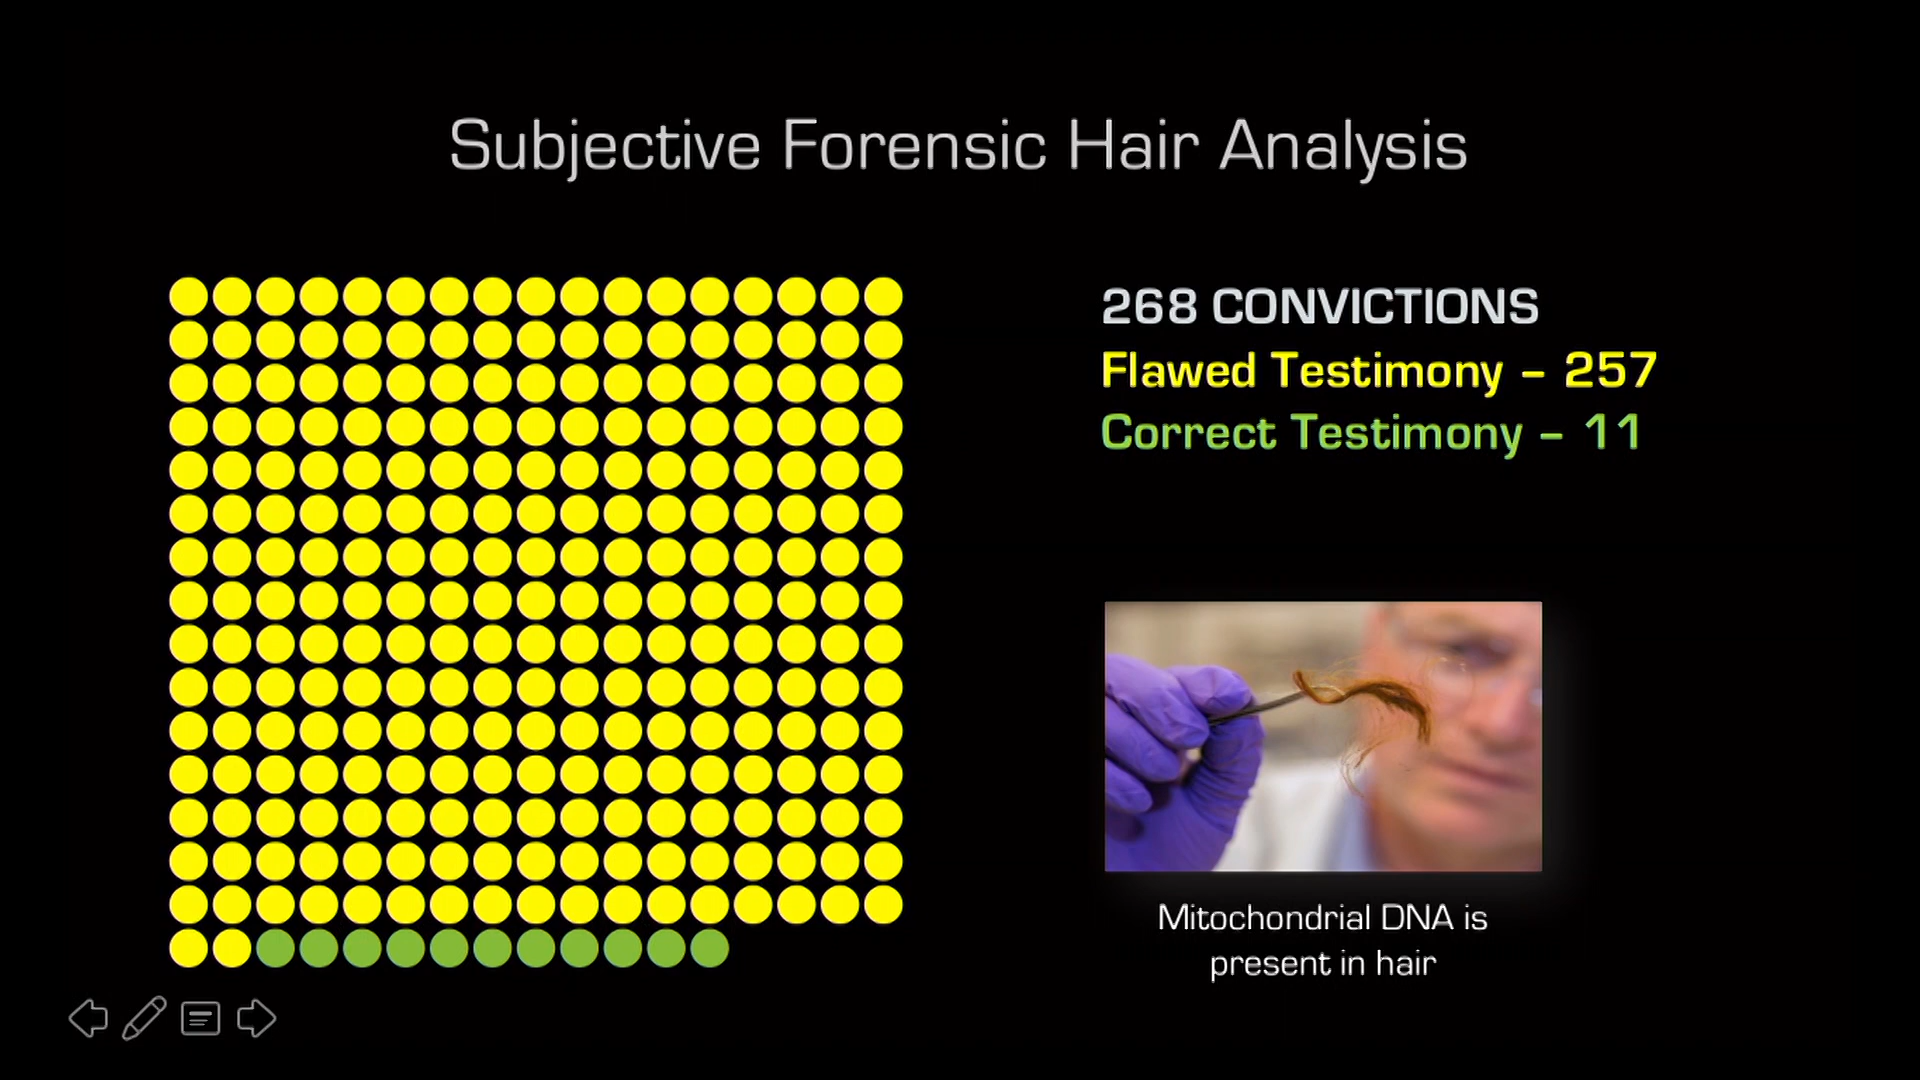 Subjective Forensic Hair Analysis
268 CONVICTIONS
Flawed Testimony – 257
Correct Testimony – 11
Mitochondrial DNA is
present in hair